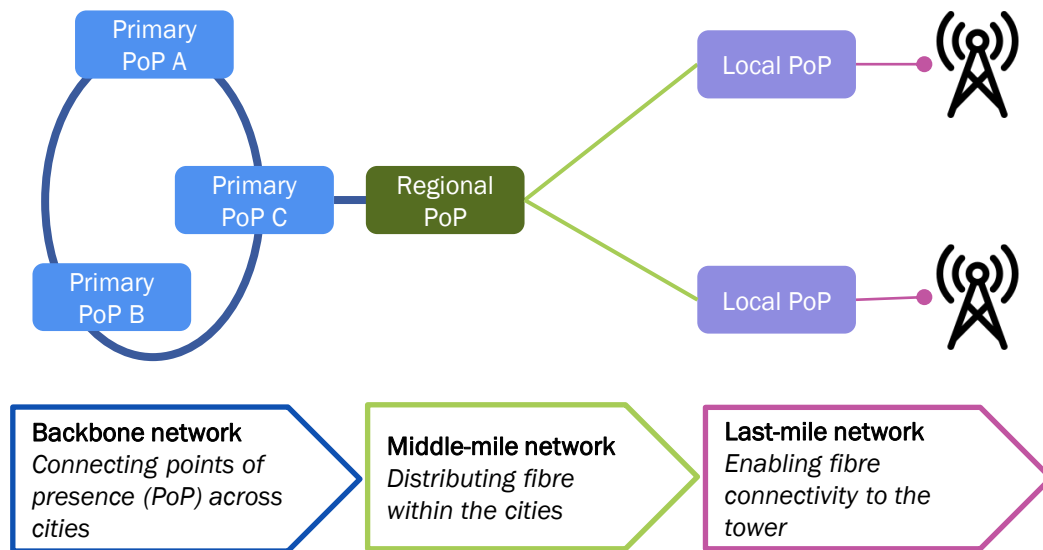 Primary
PoP A
Local PoP
Primary
PoP C
Regional
PoP
Primary
PoP B
Local PoP
Backbone network
Connecting points of
presence (PoP) across
cities
Middle-mile network
Distributing fibre
within the cities
Last-mile network
Enabling fibre
connectivity to the
tower